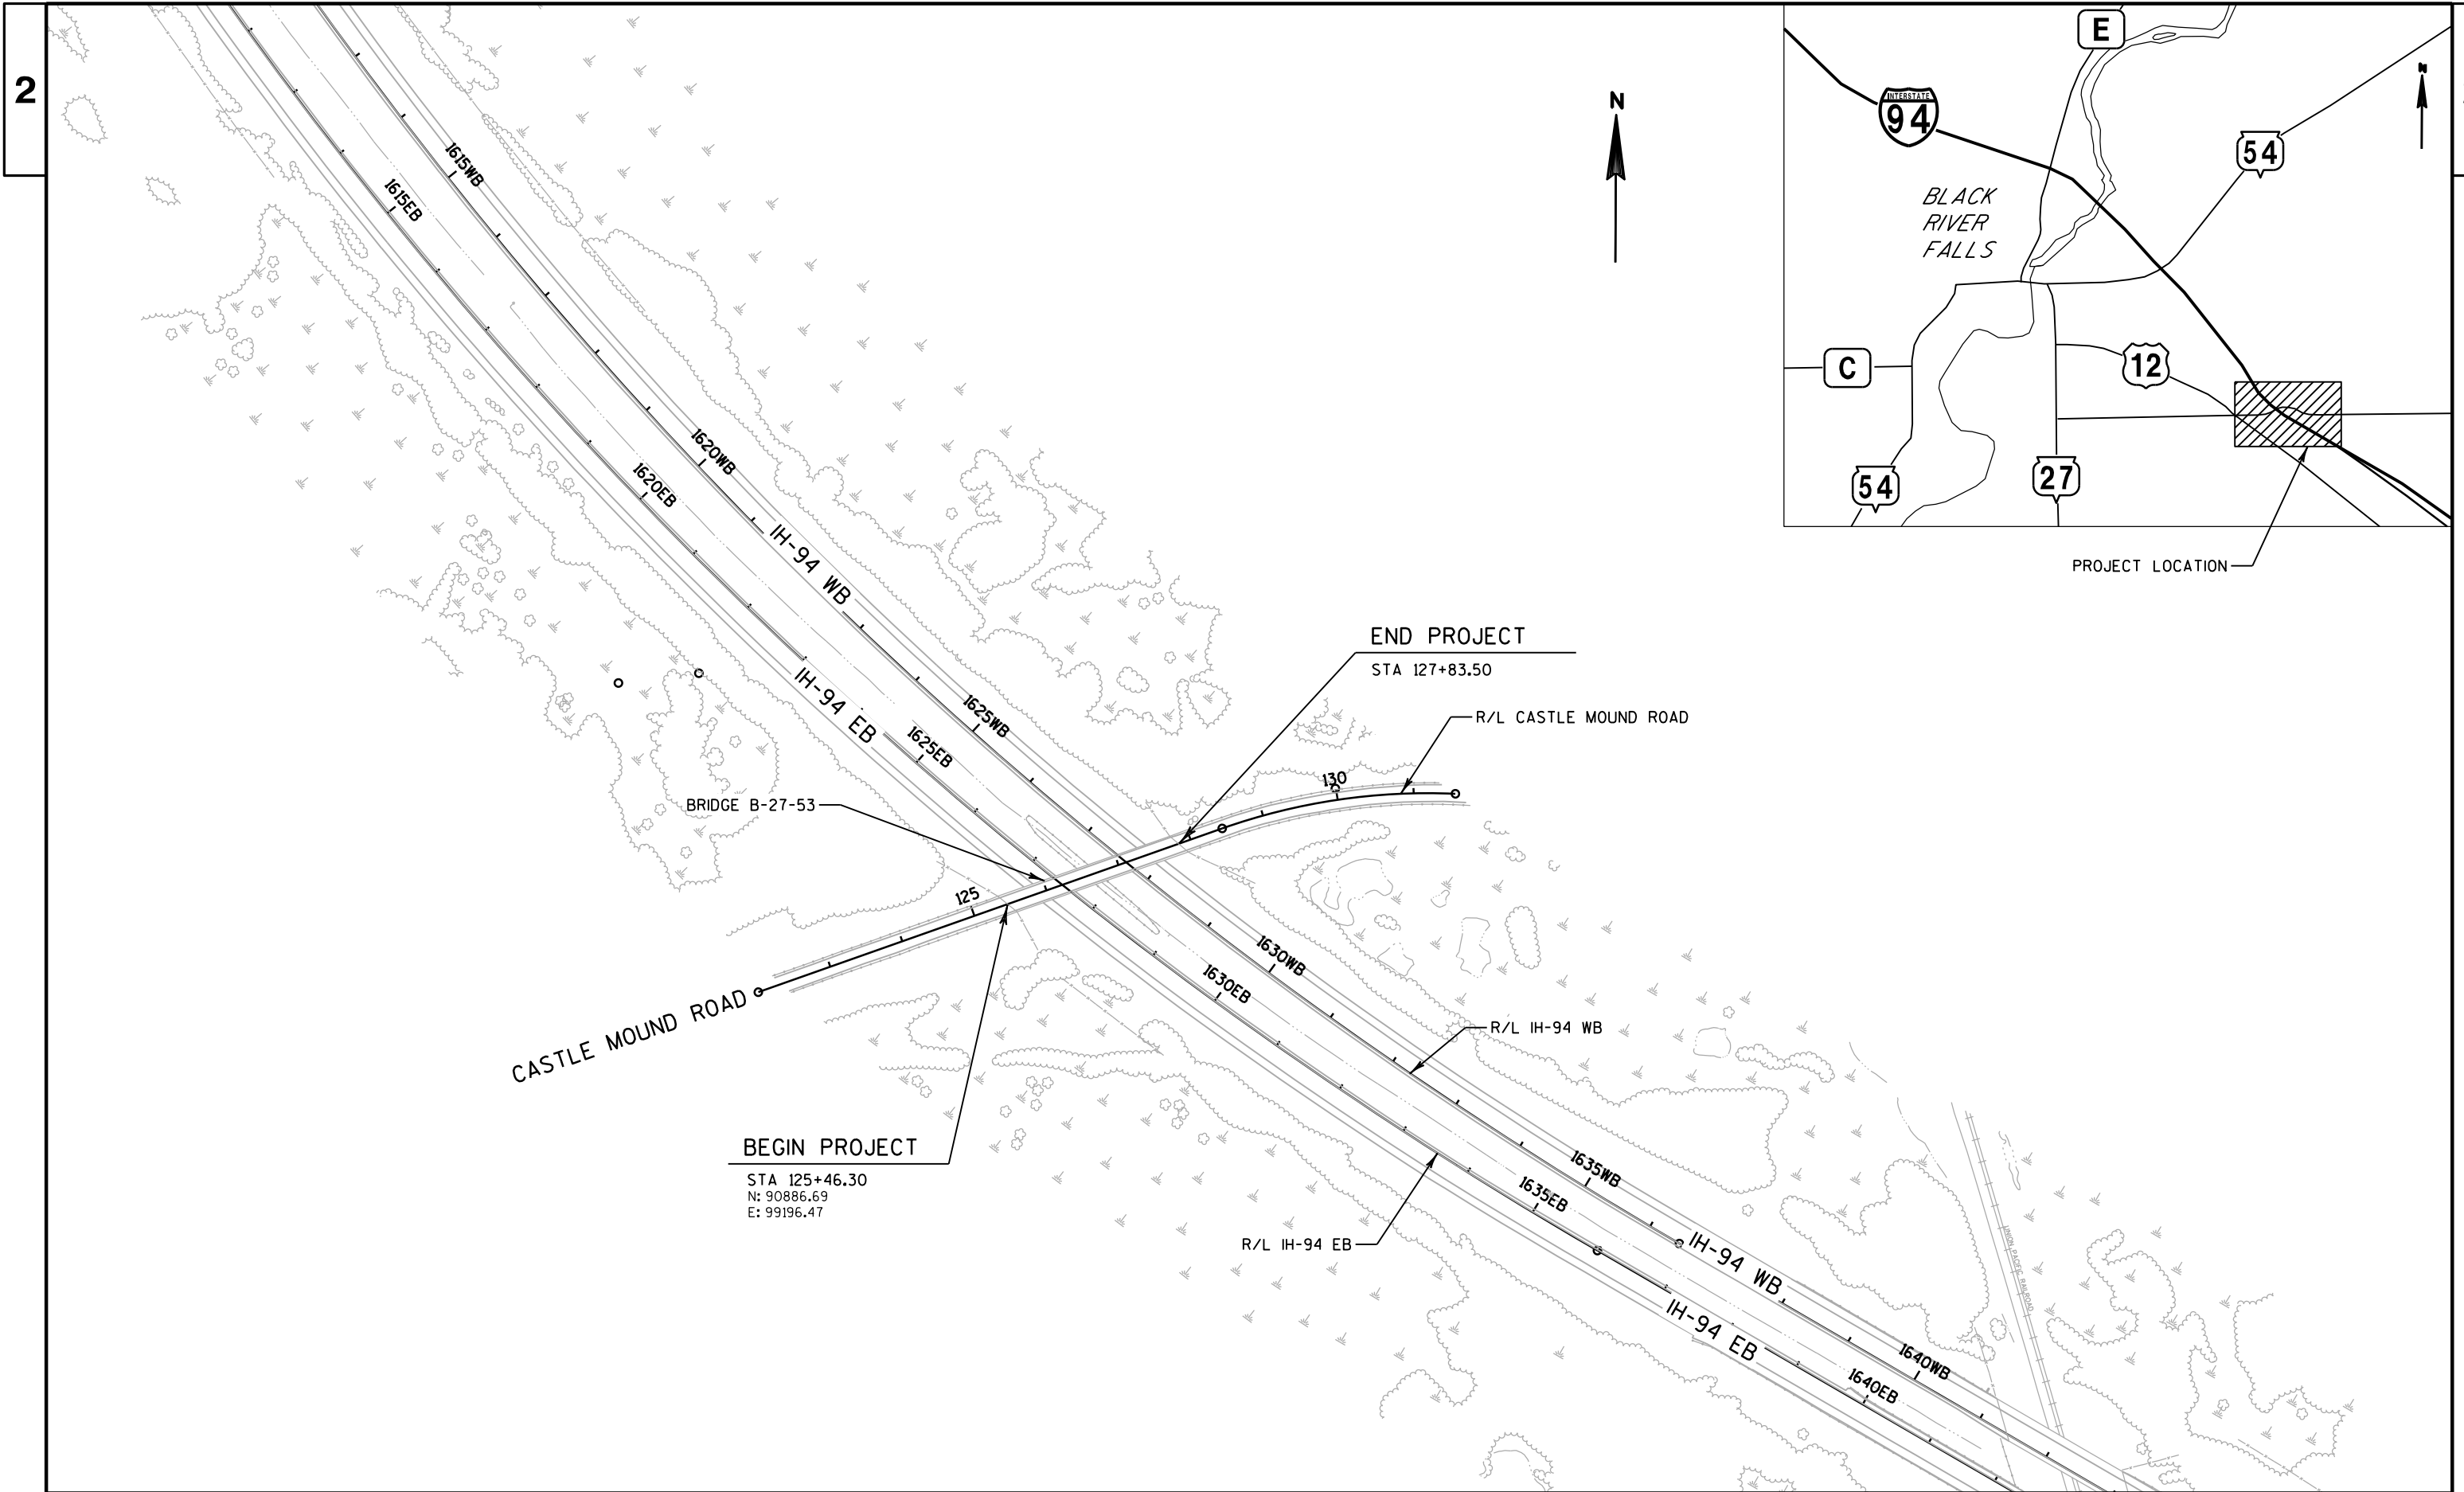 2
N
E
N
INTERSTATE
94
54
BLACK
RIVER
FALLS
C
12
54
27
PROJECT LOCATION
1615WB
1615EB
1620WB
1620EB
IH-94 WB
IH-94 EB
1625WB
1625EB
END PROJECT
STA 127+83.50
R/L CASTLE MOUND ROAD
130
BRIDGE B-27-53
125
CASTLE MOUND ROAD
1630WB
1630EB
R/L IH-94 WB
BEGIN PROJECT
STA 125+46.30
N: 90886.69
E: 99196.47
R/L IH-94 EB
1635WB
1635EB
IH-94 WB
IH-94 EB
UNION PACIFIC RAILROAD
1640WB
1640EB